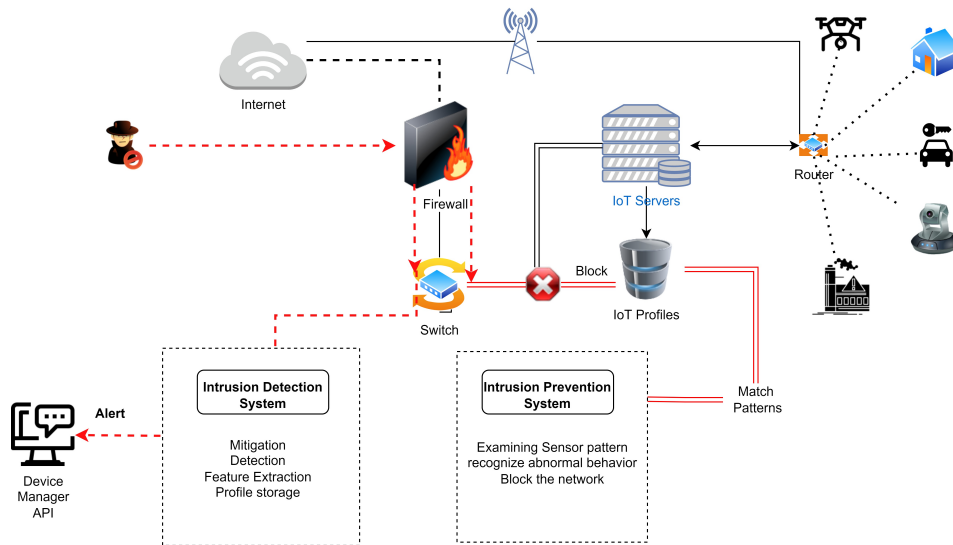 Internet
Firewall
IoT Servers
Router
Block
Switch
IoT Profiles
Intrusion Detection
System
Mitigation
Detection
Feature Extraction
Profile storage
Intrusion Prevention
System
Examining Sensor pattern
recognize abnormal behavior
Block the network
Match
Patterns
Alert
Device
Manager
API